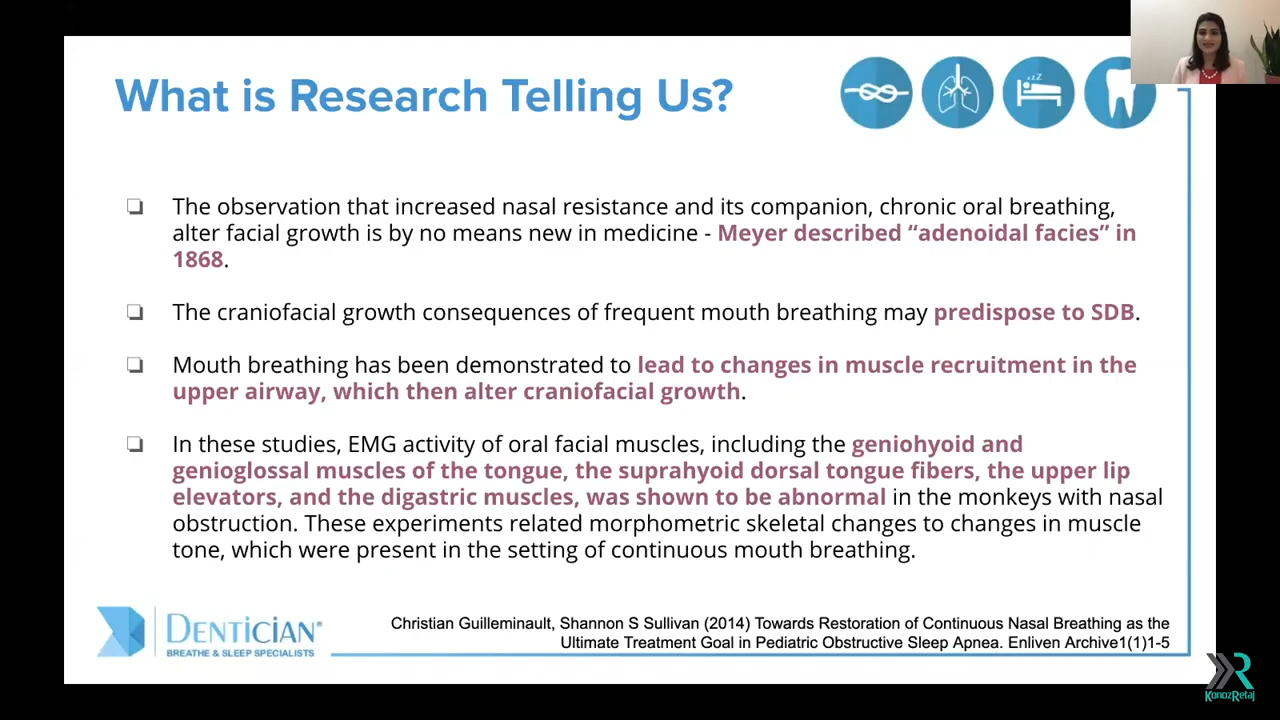 What is Research Telling Us?
zzZ
❏ The observation that increased nasal resistance and its companion, chronic oral breathing,
alter facial growth is by no means new in medicine - Meyer described “adenoidal facies” in
1868.
❏ The craniofacial growth consequences of frequent mouth breathing may predispose to SDB.
❏ Mouth breathing has been demonstrated to lead to changes in muscle recruitment in the
upper airway, which then alter craniofacial growth.
❏ In these studies, EMG activity of oral facial muscles, including the geniohyoid and
genioglossal muscles of the tongue, the suprahyoid dorsal tongue fibers, the upper lip
elevators, and the digastric muscles, was shown to be abnormal in the monkeys with nasal
obstruction. These experiments related morphometric skeletal changes to changes in muscle
tone, which were present in the setting of continuous mouth breathing.
DENTICIAN®
BREATHE & SLEEP SPECIALISTS
Christian Guilleminault, Shannon S Sullivan (2014) Towards Restoration of Continuous Nasal Breathing as the
Ultimate Treatment Goal in Pediatric Obstructive Sleep Apnea. Enliven Archive1(1)1-5
KonozRetaj